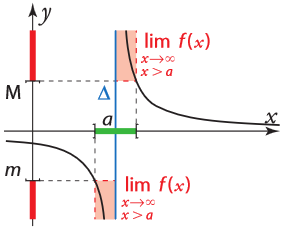 y
lim f(x)
x→∞
x > a
M
Δ
a
x
m
lim f(x)
x→∞
x > a